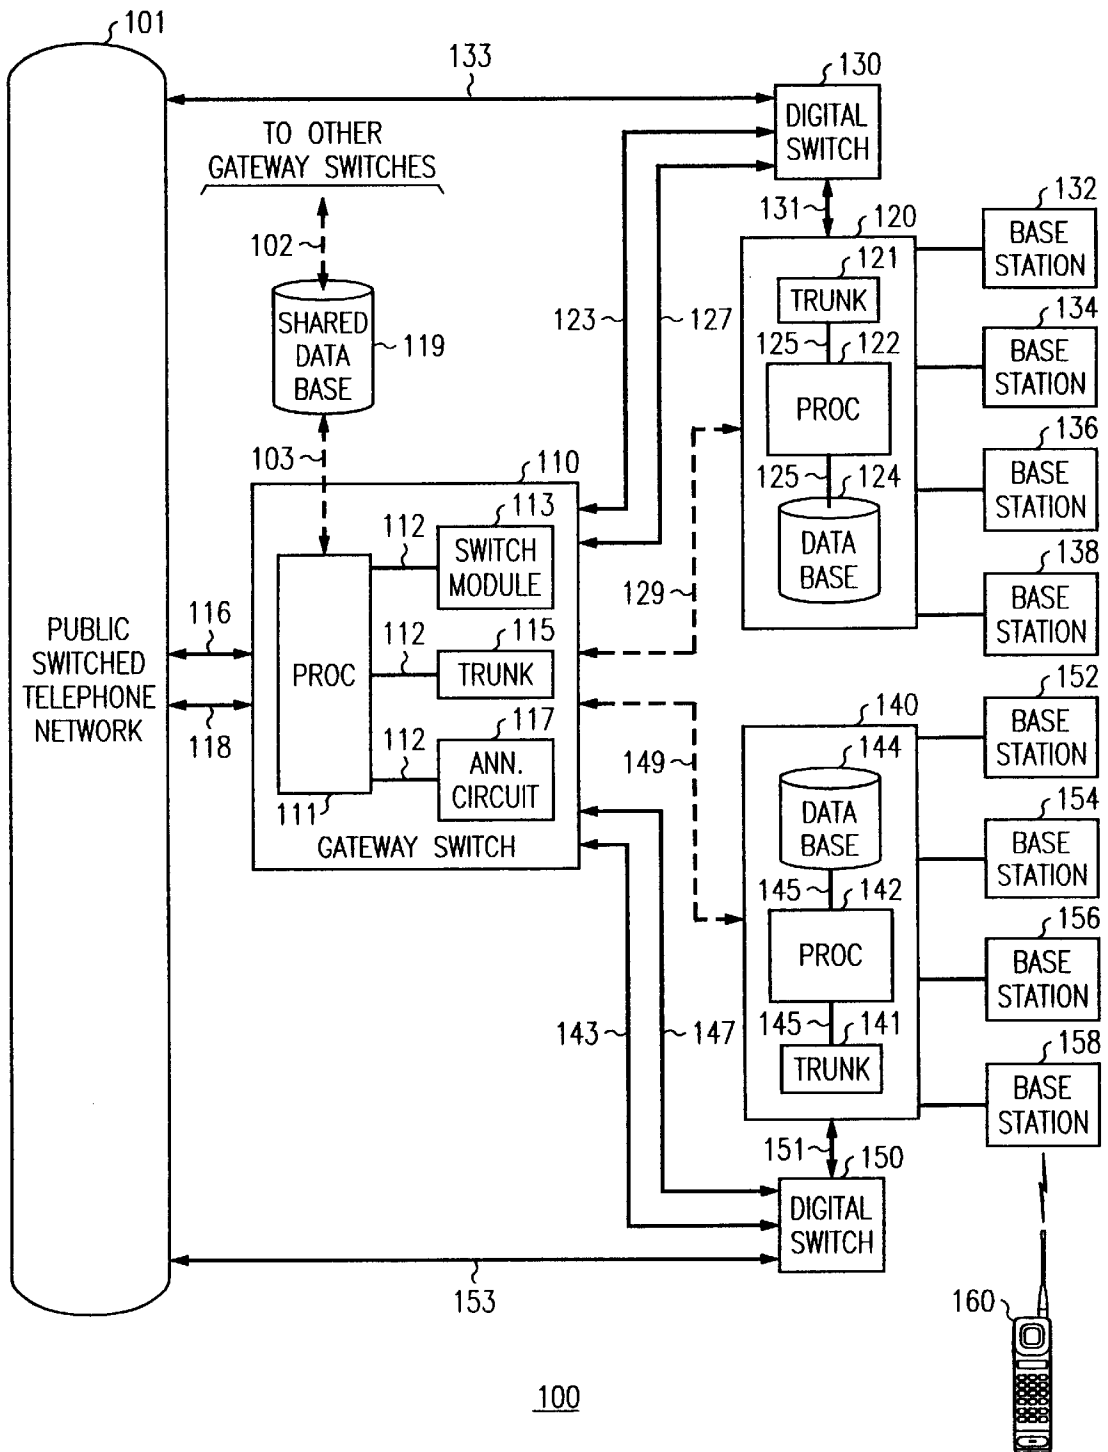 101
133
130
DIGITAL
SWITCH
TO OTHER
GATEWAY SWITCHES
131
120
132
BASE
STATION
102
121
TRUNK
SHARED
DATA
BASE
119
123
127
125
122
PROC
134
BASE
STATION
103
110
125
124
DATA
BASE
136
BASE
STATION
113
112
SWITCH
MODULE
129
138
BASE
STATION
PUBLIC
SWITCHED
TELEPHONE
NETWORK
116
118
PROC
111
112
115
TRUNK
112
117
ANN.
CIRCUIT
GATEWAY SWITCH
149
140
144
DATA
BASE
152
BASE
STATION
154
BASE
STATION
145
142
PROC
156
BASE
STATION
143
147
145
141
TRUNK
158
BASE
STATION
151
150
DIGITAL
SWITCH
153
160
100